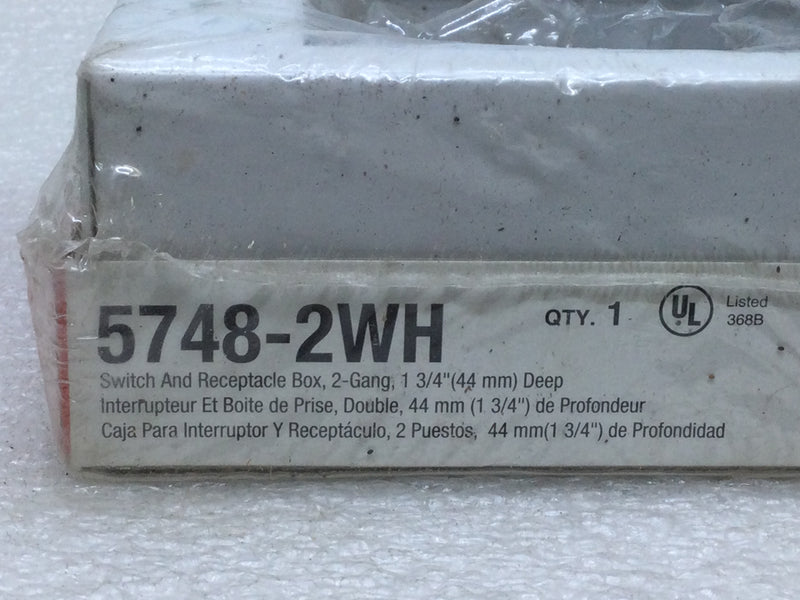 5748-2WH
QTY. 1
UL
Listed
368B
Switch And Receptacle Box, 2-Gang, 1 3/4"(44 mm) Deep
Interrupteur Et Boite de Prise, Double, 44 mm (1 3/4") de Profondeur
Caja Para Interruptor Y Receptáculo, 2 Puestos, 44 mm(1 3/4") de Profondidad